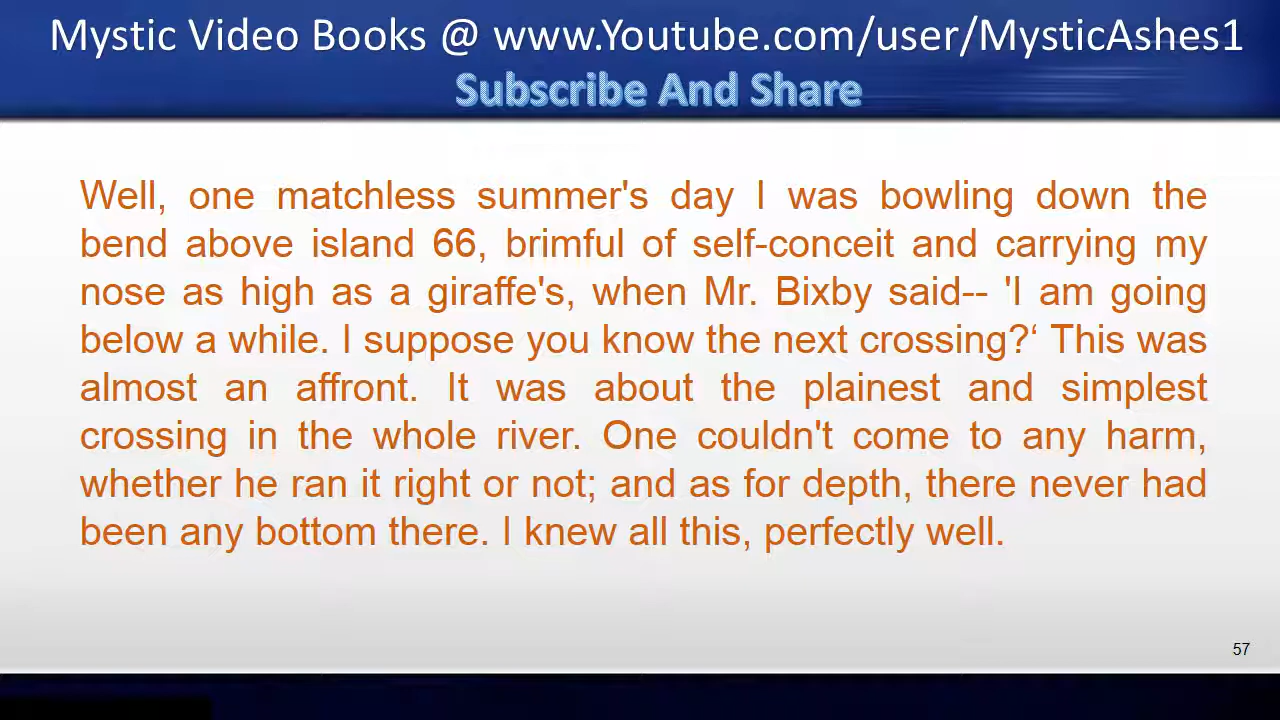 Mystic Video Books @ www.Youtube.com/user/MysticAshes1
Subscribe And Share
Well, one matchless summer's day I was bowling down the
bend above island 66, brimful of self-conceit and carrying my
nose as high as a giraffe's, when Mr. Bixby said-- 'I am going
below a while. I suppose you know the next crossing?‘ This was
almost an affront. It was about the plainest and simplest
crossing in the whole river. One couldn't come to any harm,
whether he ran it right or not; and as for depth, there never had
been any bottom there. I knew all this, perfectly well.
57